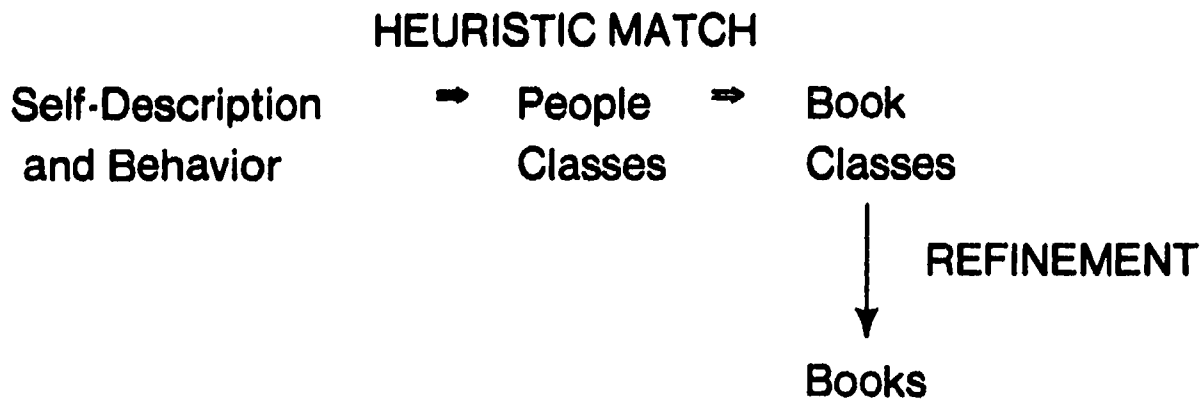 HEURISTIC MATCH
Self-Description ⇒ People ⇒ Book
and Behavior Classes Classes
REFINEMENT
Books